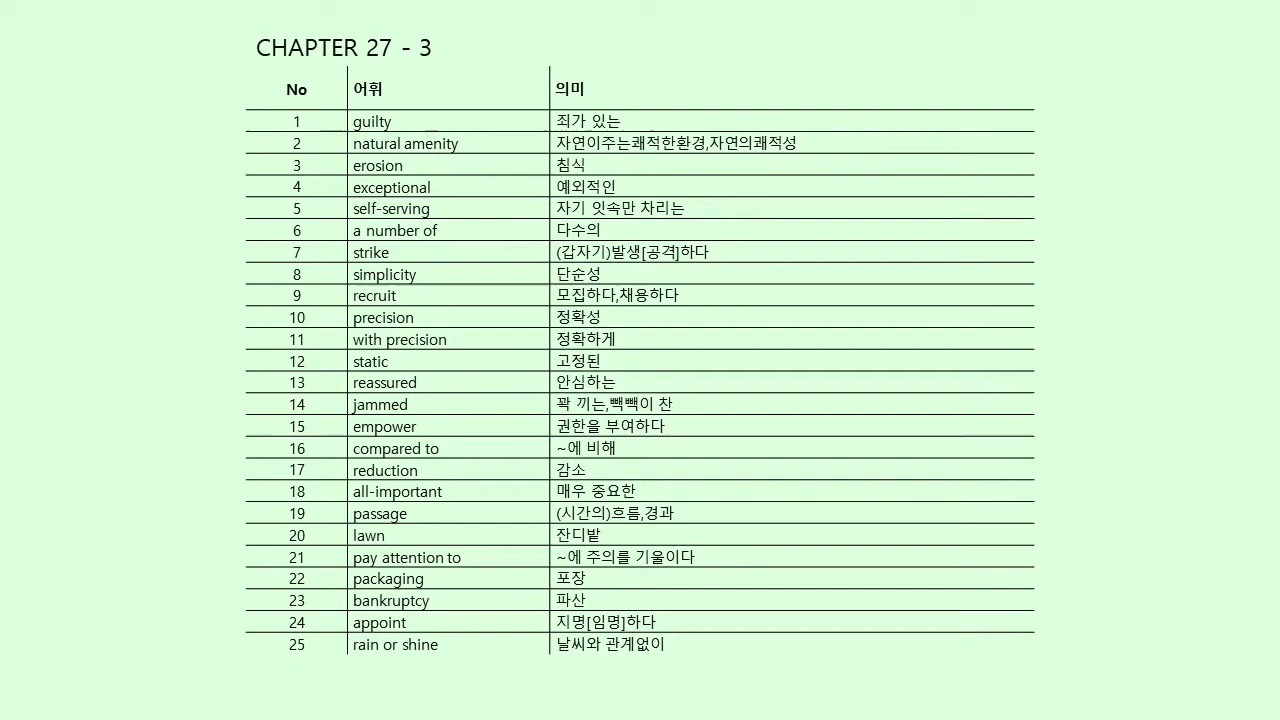 CHAPTER 27 - 3
No 어휘 의미
1 guilty 죄가 있는
2 natural amenity 자연이주는쾌적한환경,자연의쾌적성
3 erosion 침식
4 exceptional 예외적인
5 self-serving 자기 잇속만 차리는
6 a number of 다수의
7 strike (갑자기)발생[공격]하다
8 simplicity 단순성
9 recruit 모집하다,채용하다
10 precision 정확성
11 with precision 정확하게
12 static 고정된
13 reassured 안심하는
14 jammed 꽉 끼는,빽빽이 찬
15 empower 권한을 부여하다
16 compared to ~에 비해
17 reduction 감소
18 all-important 매우 중요한
19 passage (시간의)흐름,경과
20 lawn 잔디밭
21 pay attention to ~에 주의를 기울이다
22 packaging 포장
23 bankruptcy 파산
24 appoint 지명[임명]하다
25 rain or shine 날씨와 관계없이